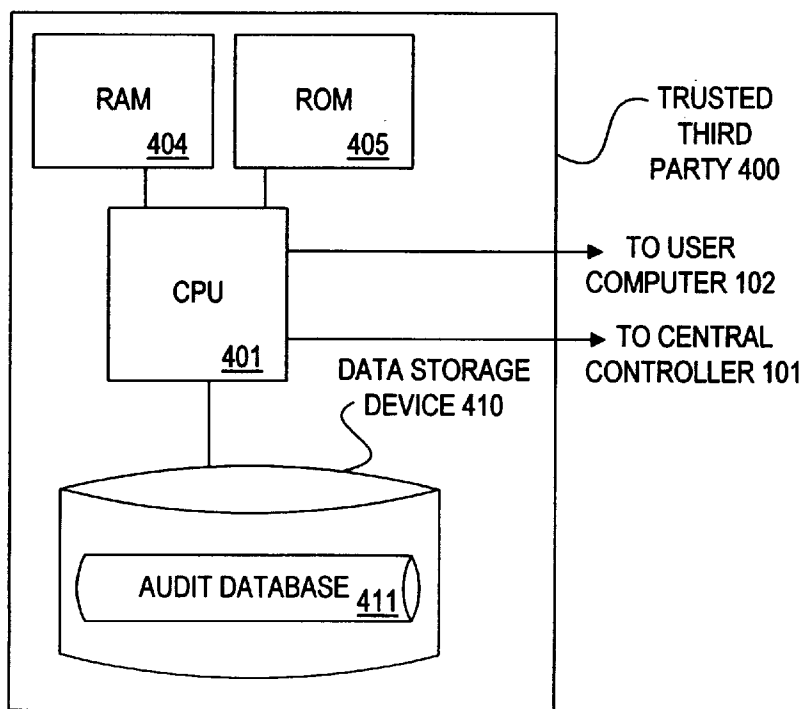 RAM
404
ROM
405
TRUSTED
THIRD
PARTY 400
CPU
401
TO USER
COMPUTER 102
TO CENTRAL
CONTROLLER 101
DATA STORAGE
DEVICE 410
AUDIT DATABASE
411